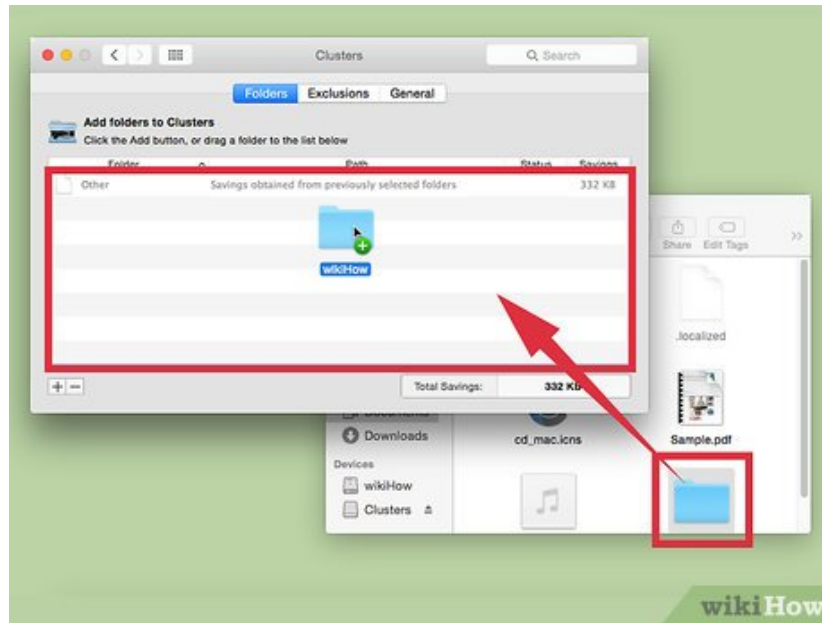 Clusters
Search
Folders Exclusions General
Add folders to Clusters
Click the Add button, or drag a folder to the list below
Folder Path Status Savings
Other Savings obtained from previously selected folders 332 KB
wikiHow
+ −
Total Savings: 332 KB
Share Edit Tags
.localized
Documents
Downloads
cd_mac.icns
Sample.pdf
Devices
wikiHow
Clusters
wikiHow